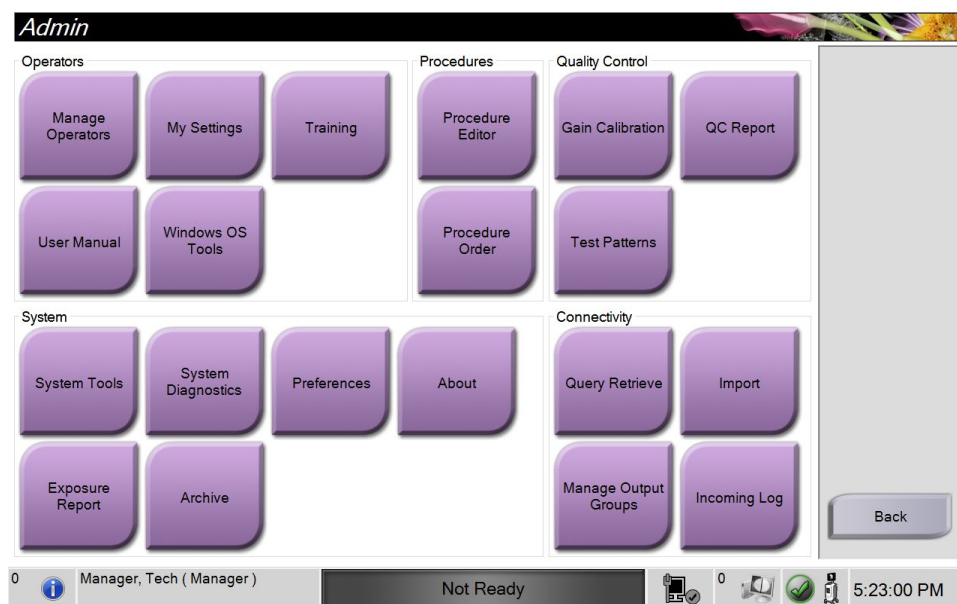 Admin
Operators
Procedures
Quality Control
Manage
Operators
My Settings
Training
Procedure
Editor
Gain Calibration
QC Report
User Manual
Windows OS
Tools
Procedure
Order
Test Patterns
System
Connectivity
System Tools
System
Diagnostics
Preferences
About
Query Retrieve
Import
Exposure
Report
Archive
Manage Output
Groups
Incoming Log
Back
0
Manager, Tech ( Manager )
Not Ready
0
5:23:00 PM